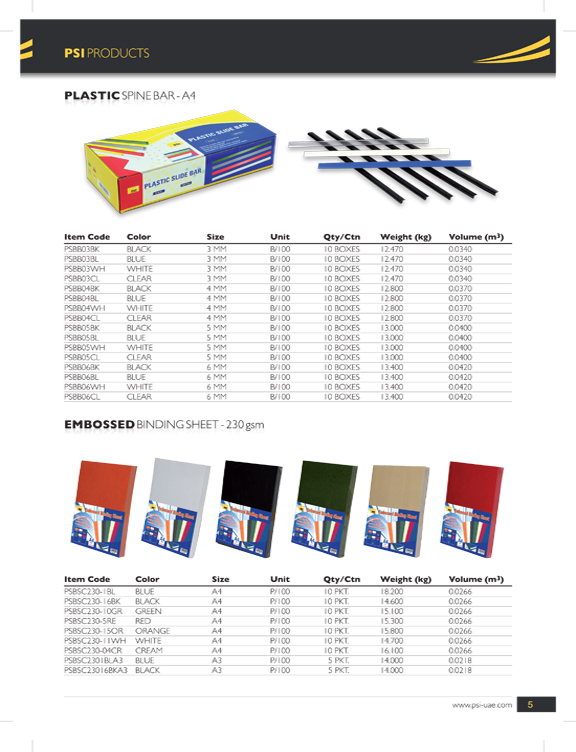 PSI PRODUCTS
PLASTIC SPINE BAR - A4
PLASTIC SLIDE BAR
PLASTIC SLIDE BAR
Item Code Color Size Unit Qty/Ctn Weight (kg) Volume (m³)
PSBB03BK BLACK 3 MM B/100 10 BOXES 12.470 0.0340
PSBB03BL BLUE 3 MM B/100 10 BOXES 12.470 0.0340
PSBB03WH WHITE 3 MM B/100 10 BOXES 12.470 0.0340
PSBB03CL CLEAR 3 MM B/100 10 BOXES 12.470 0.0340
PSBB04BK BLACK 4 MM B/100 10 BOXES 12.800 0.0370
PSBB04BL BLUE 4 MM B/100 10 BOXES 12.800 0.0370
PSBB04WH WHITE 4 MM B/100 10 BOXES 12.800 0.0370
PSBB04CL CLEAR 4 MM B/100 10 BOXES 12.800 0.0370
PSBB05BK BLACK 5 MM B/100 10 BOXES 13.000 0.0400
PSBB05BL BLUE 5 MM B/100 10 BOXES 13.000 0.0400
PSBB05WH WHITE 5 MM B/100 10 BOXES 13.000 0.0400
PSBB05CL CLEAR 5 MM B/100 10 BOXES 13.000 0.0400
PSBB06BK BLACK 6 MM B/100 10 BOXES 13.400 0.0420
PSBB06BL BLUE 6 MM B/100 10 BOXES 13.400 0.0420
PSBB06WH WHITE 6 MM B/100 10 BOXES 13.400 0.0420
PSBB06CL CLEAR 6 MM B/100 10 BOXES 13.400 0.0420
EMBOSSED BINDING SHEET - 230 gsm
Item Code Color Size Unit Qty/Ctn Weight (kg) Volume (m³)
PSBSC230-1BL BLUE A4 P/100 10 PKT. 18.200 0.0266
PSBSC230-16BK BLACK A4 P/100 10 PKT. 14.600 0.0266
PSBSC230-10GR GREEN A4 P/100 10 PKT. 15.100 0.0266
PSBSC230-5RE RED A4 P/100 10 PKT. 15.300 0.0266
PSBSC230-15OR ORANGE A4 P/100 10 PKT. 15.800 0.0266
PSBSC230-11WH WHITE A4 P/100 10 PKT. 14.700 0.0266
PSBSC230-04CR CREAM A4 P/100 10 PKT. 16.100 0.0266
PSBSC2301BLA3 BLUE A3 P/100 5 PKT. 14.000 0.0218
PSBSC23016BKA3 BLACK A3 P/100 5 PKT. 14.000 0.0218
www.psi-uae.com 5